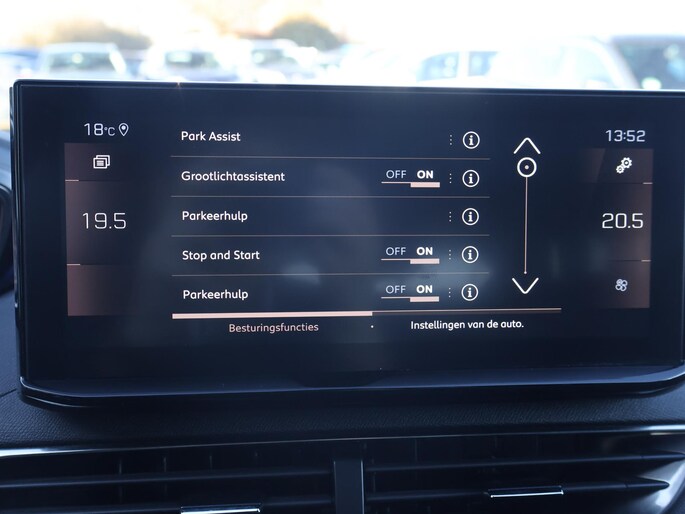 18°C
13:52
Park Assist
Grootlichtassistent OFF ON
19.5
20.5
Parkeerhulp
Stop and Start OFF ON
Parkeerhulp OFF ON
Besturingsfuncties
Instellingen van de auto.